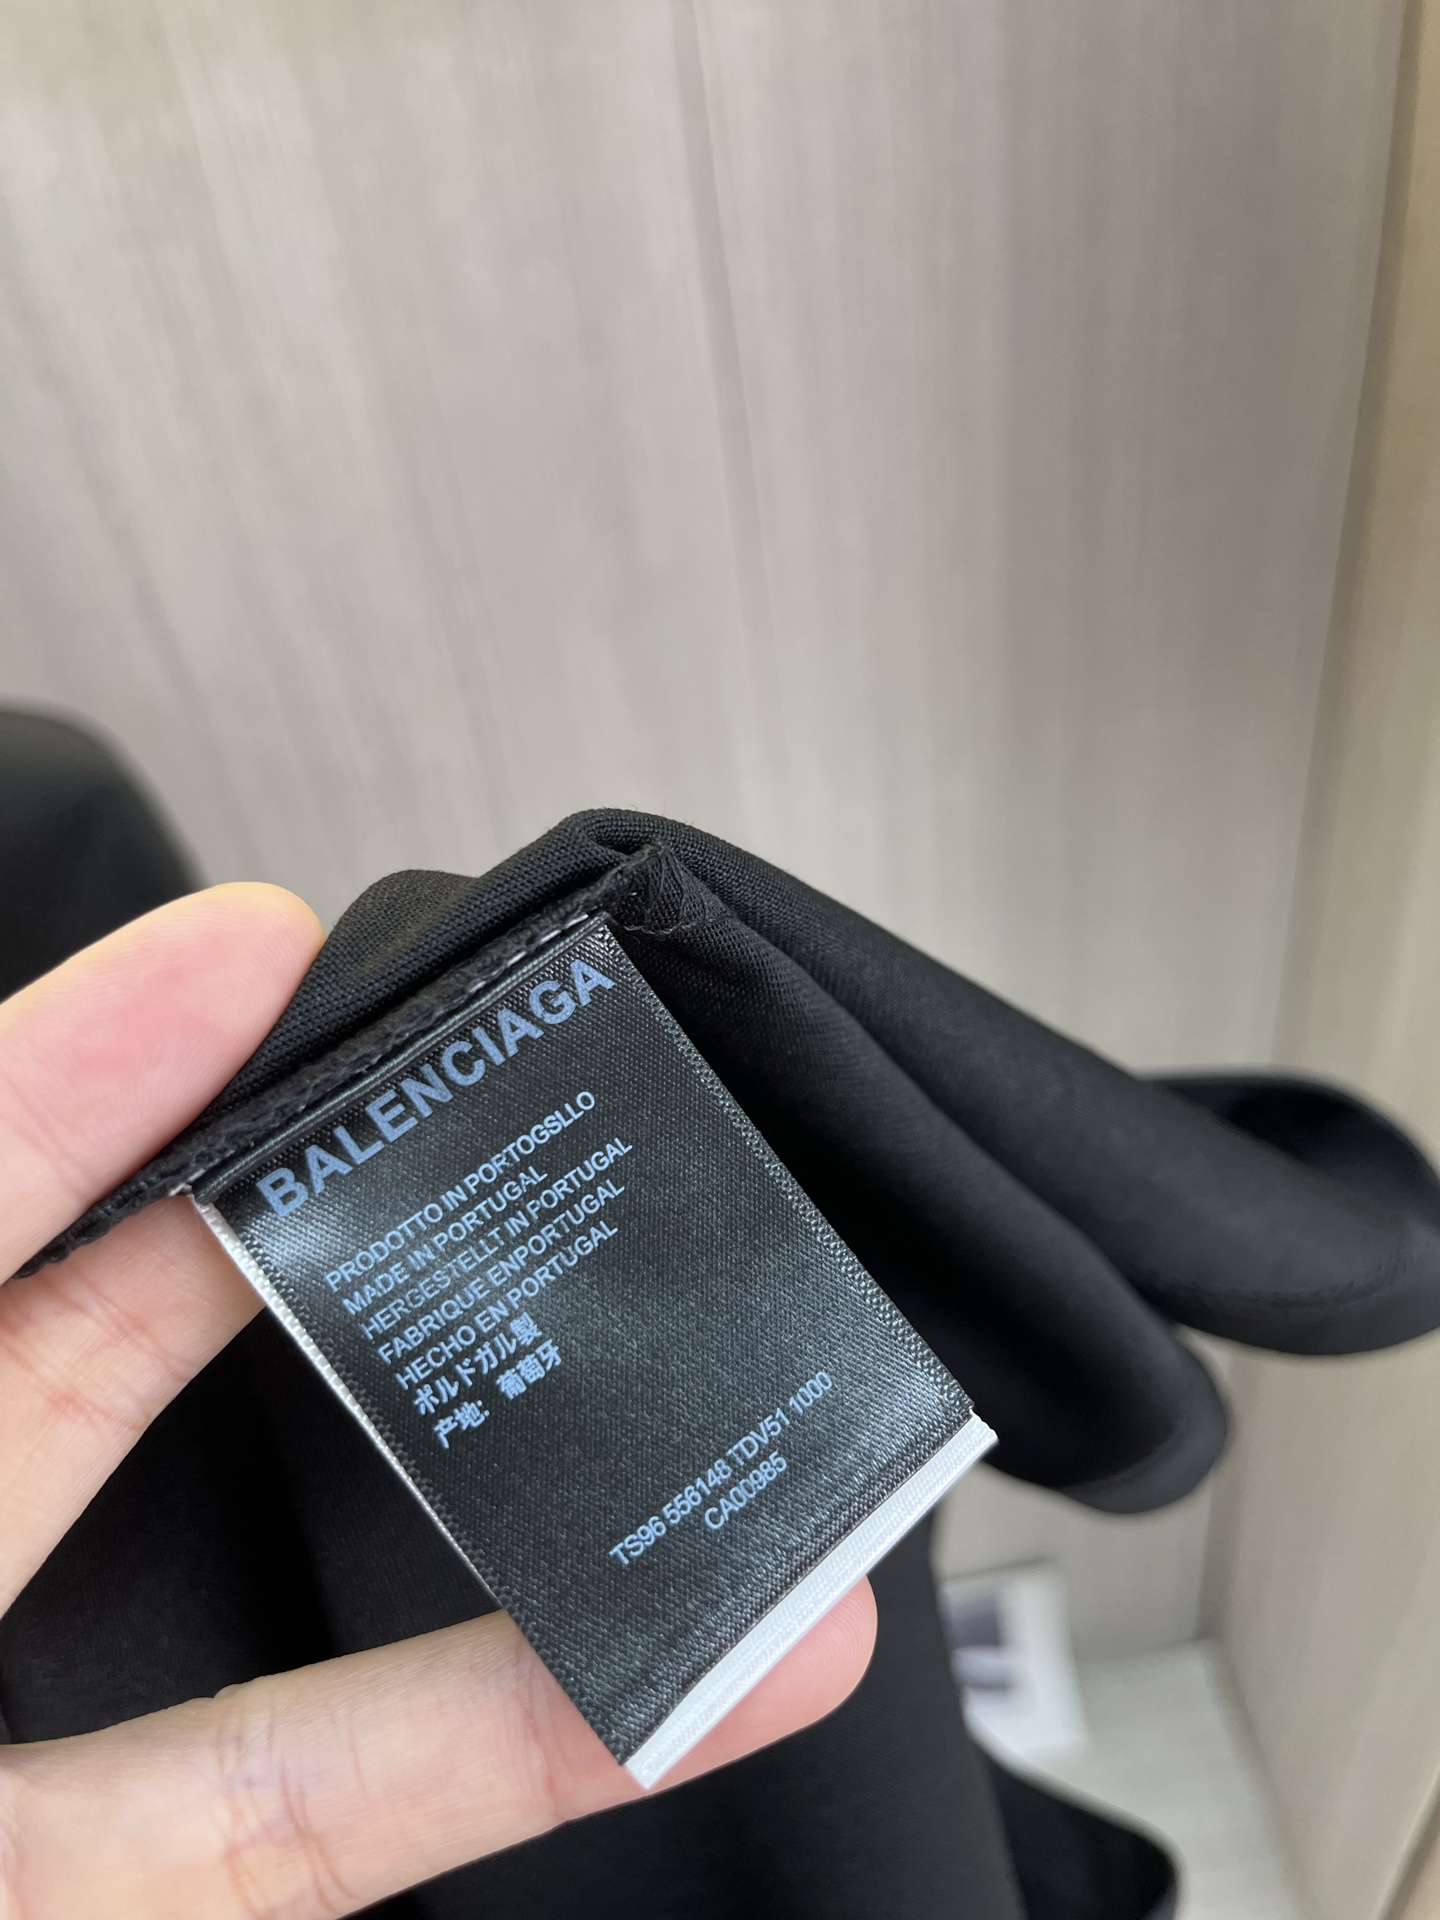 BALENCIAGA
PRODOTTO IN PORTOGSLLO
MADE IN PORTUGAL
HERGESTELLT IN PORTUGAL
FABRIQUE ENPORTUGAL
HECHO EN PORTUGAL
ポルドガル製
产地: 葡萄牙
TS96 556148 TDV51 1000
CA00985